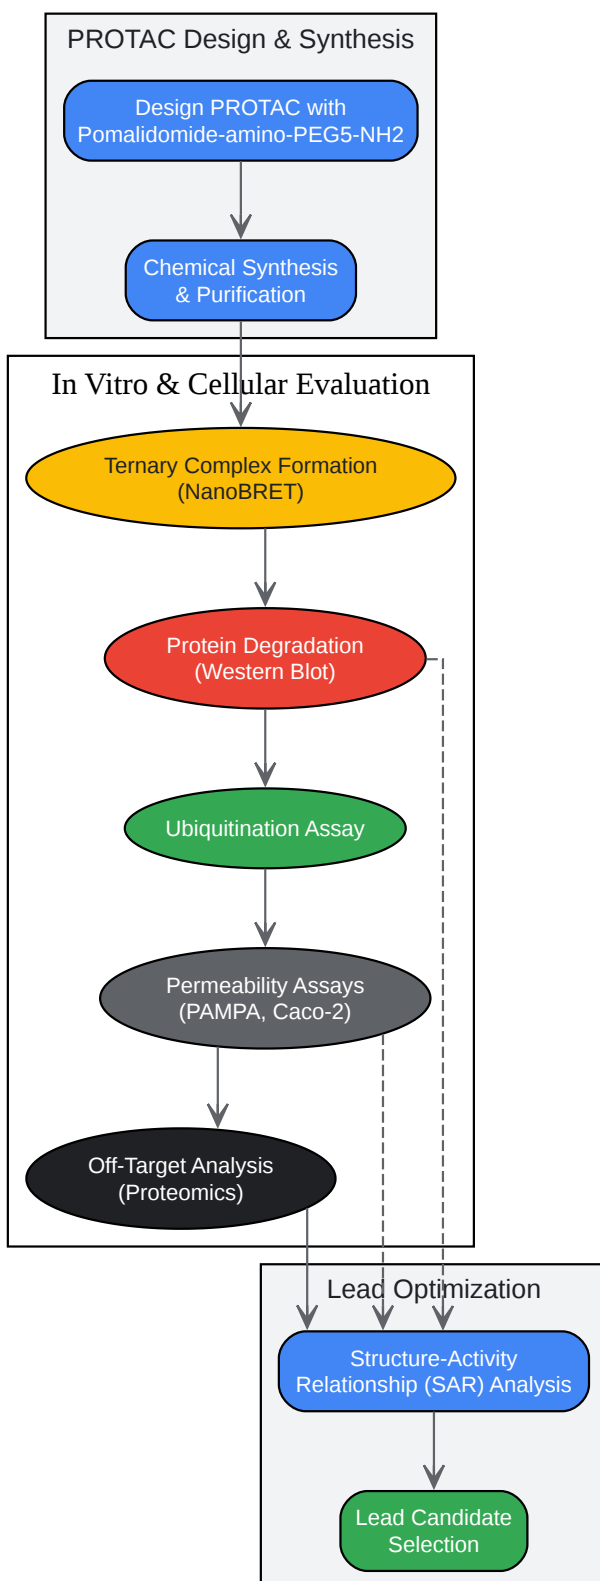 PROTAC Design & Synthesis
Design PROTAC with
Pomalidomide-amino-PEG5-NH2
Chemical Synthesis
& Purification
In Vitro & Cellular Evaluation
Ternary Complex Formation
(NanoBRET)
Protein Degradation
(Western Blot)
Ubiquitination Assay
Permeability Assays
(PAMPA, Caco-2)
Off-Target Analysis
(Proteomics)
Lead Optimization
Structure-Activity
Relationship (SAR) Analysis
Lead Candidate
Selection